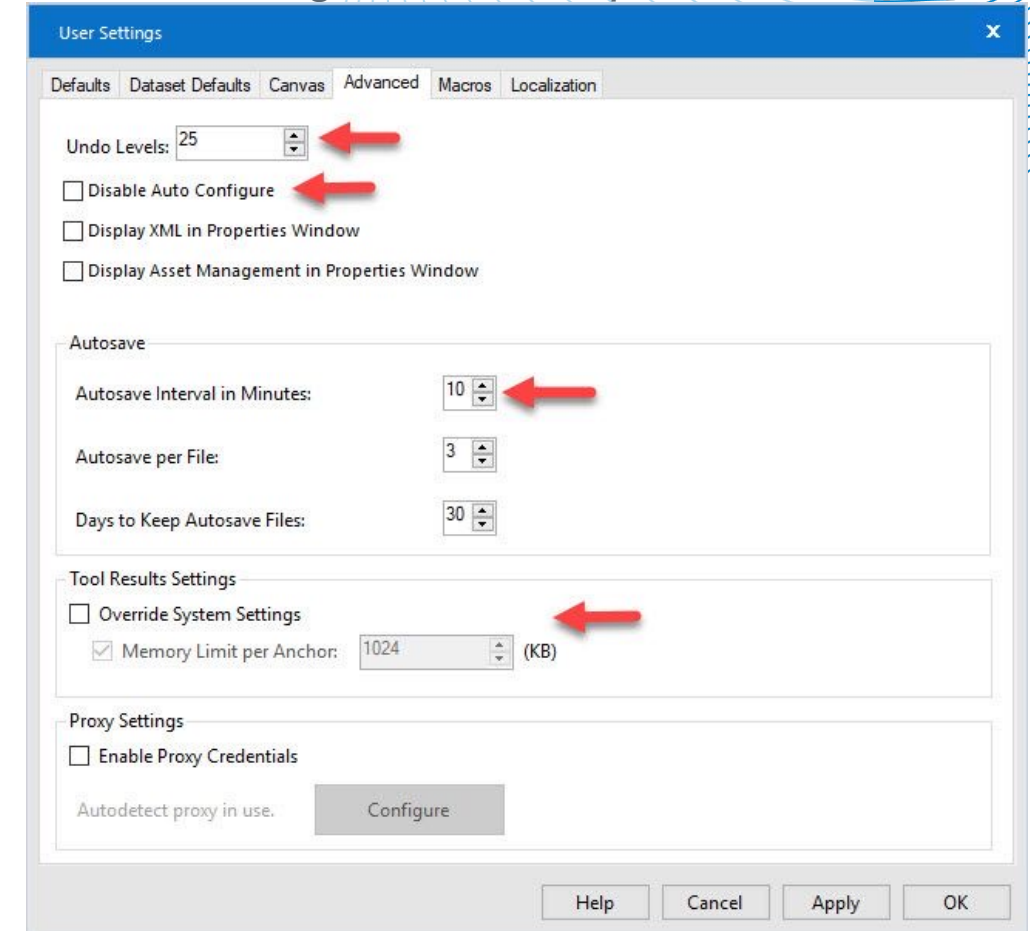 User Settings x
Defaults Dataset Defaults Canvas Advanced Macros Localization
Undo Levels: 25
Disable Auto Configure
Display XML in Properties Window
Display Asset Management in Properties Window
Autosave
Autosave Interval in Minutes: 10
Autosave per File: 3
Days to Keep Autosave Files: 30
Tool Results Settings
Override System Settings
Memory Limit per Anchor: 1024 (KB)
Proxy Settings
Enable Proxy Credentials
Autodetect proxy in use. Configure
Help Cancel Apply OK